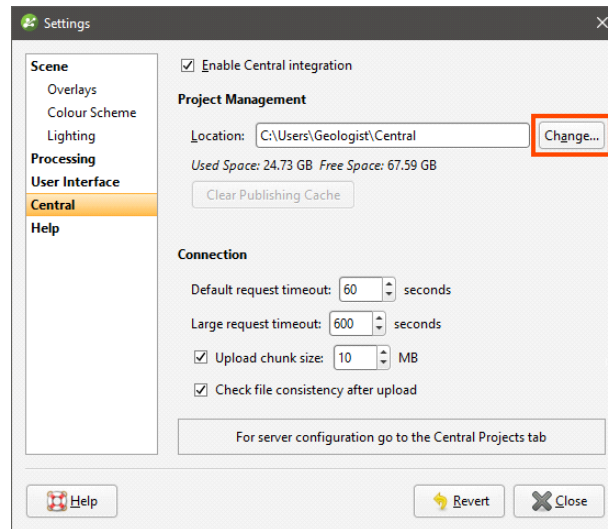 Settings
Scene
Overlays
Colour Scheme
Lighting
Processing
User Interface
Central
Help
Enable Central integration
Project Management
Location: C:\Users\Geologist\Central Change...
Used Space: 24.73 GB Free Space: 67.59 GB
Clear Publishing Cache
Connection
Default request timeout: 60 seconds
Large request timeout: 600 seconds
Upload chunk size: 10 MB
Check file consistency after upload
For server configuration go to the Central Projects tab
Help Revert Close